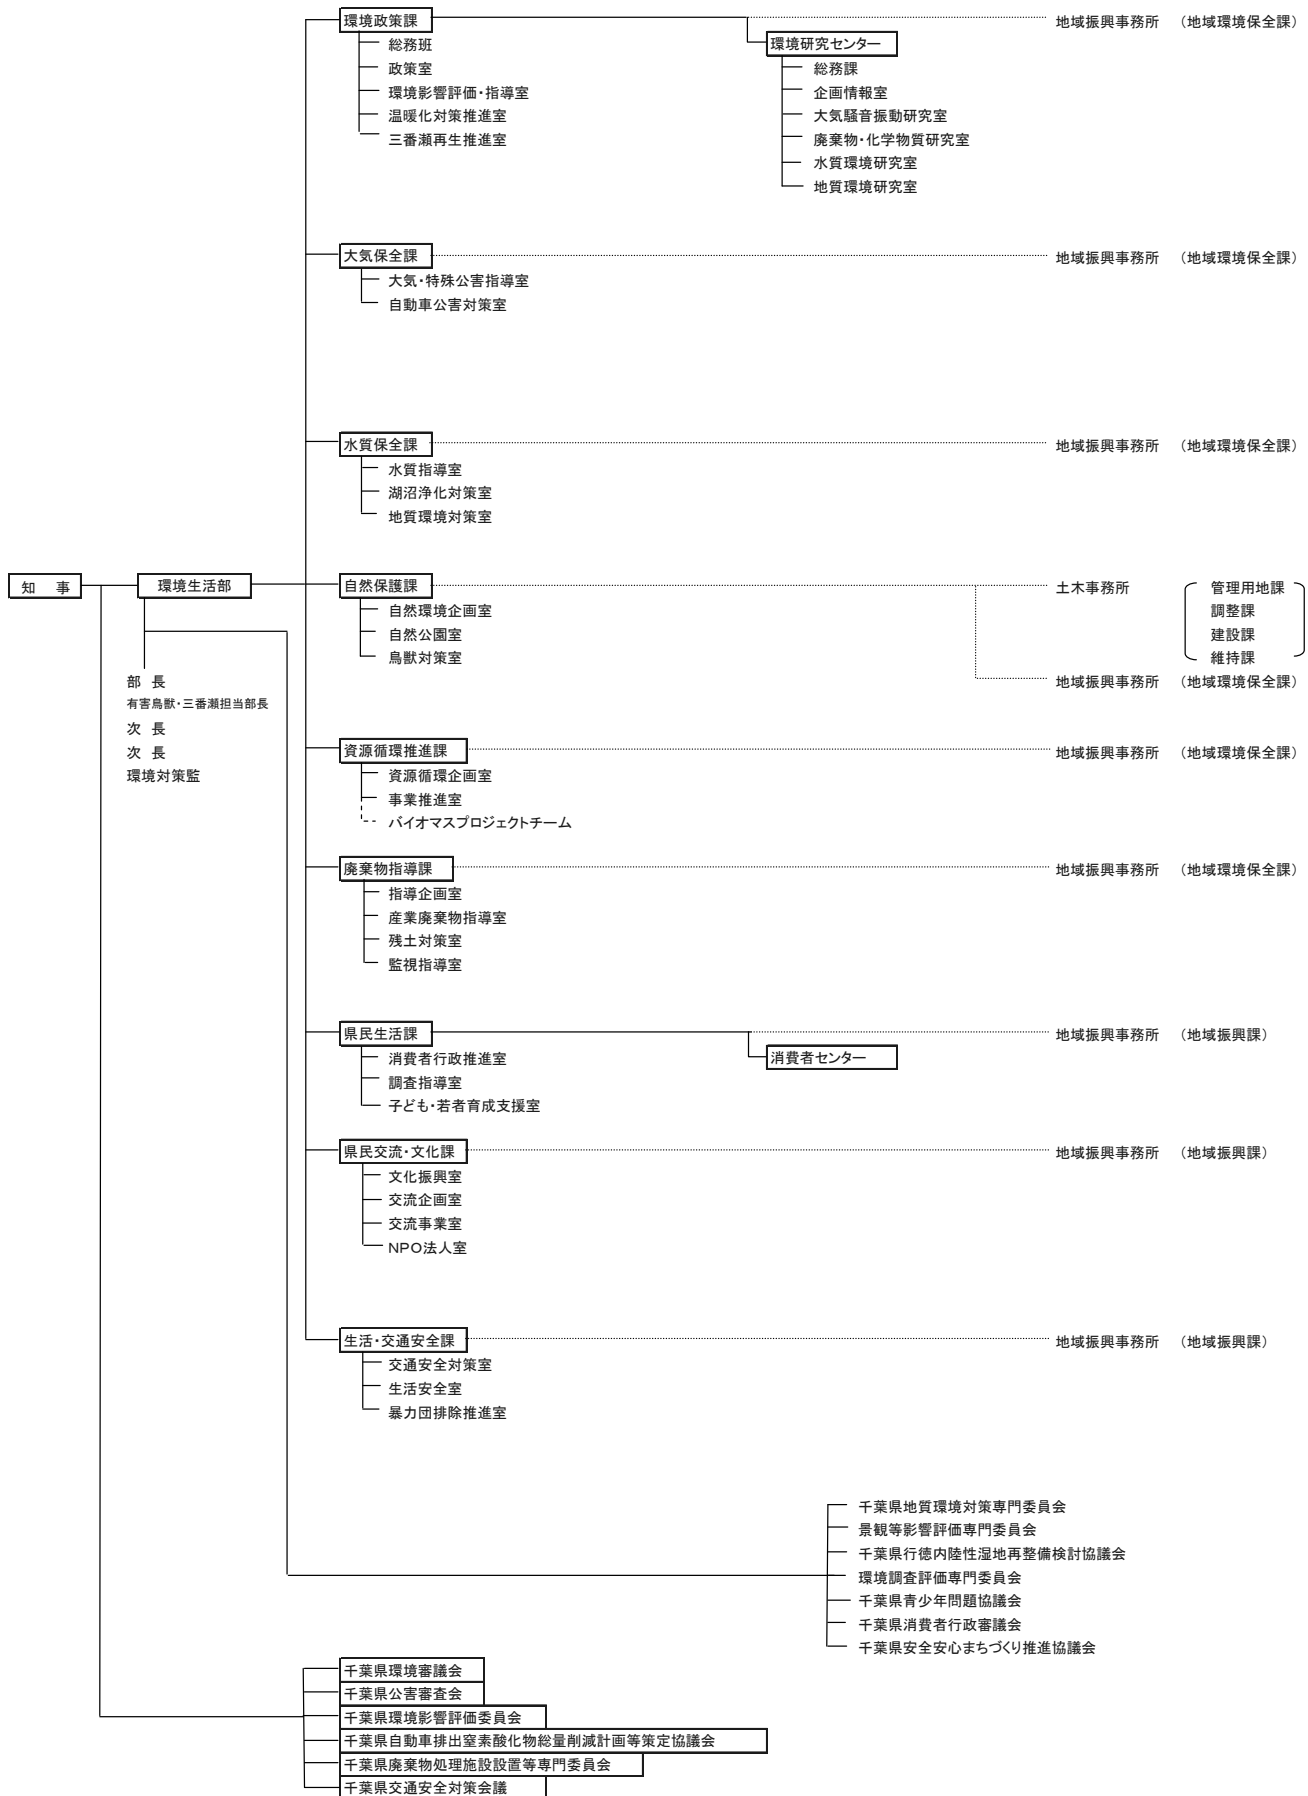 環境政策課 地域振興事務所 （地域環境保全課）
総務班 環境研究センター
政策室 総務課
環境影響評価・指導室 企画情報室
温暖化対策推進室 大気騒音振動研究室
三番瀬再生推進室 廃棄物・化学物質研究室
水質環境研究室
地質環境研究室
大気保全課 地域振興事務所 （地域環境保全課）
大気・特殊公害指導室
自動車公害対策室
水質保全課 地域振興事務所 （地域環境保全課）
水質指導室
湖沼浄化対策室
地質環境対策室
知　事 環境生活部 自然保護課 土木事務所 管理用地課
自然環境企画室 調整課
自然公園室 建設課
鳥獣対策室 維持課
部 長 地域振興事務所 （地域環境保全課）
有害鳥獣・三番瀬担当部長
次 長
次 長
環境対策監
資源循環推進課 地域振興事務所 （地域環境保全課）
資源循環企画室
事業推進室
バイオマスプロジェクトチーム
廃棄物指導課 地域振興事務所 （地域環境保全課）
指導企画室
産業廃棄物指導室
残土対策室
監視指導室
県民生活課 地域振興事務所 （地域振興課）
消費者行政推進室 消費者センター
調査指導室
子ども・若者育成支援室
県民交流・文化課 地域振興事務所 （地域振興課）
文化振興室
交流企画室
交流事業室
NPO法人室
生活・交通安全課 地域振興事務所 （地域振興課）
交通安全対策室
生活安全室
暴力団排除推進室
千葉県地質環境対策専門委員会
景観等影響評価専門委員会
千葉県行徳内陸性湿地再整備検討協議会
環境調査評価専門委員会
千葉県青少年問題協議会
千葉県消費者行政審議会
千葉県安全安心まちづくり推進協議会
千葉県環境審議会
千葉県公害審査会
千葉県環境影響評価委員会
千葉県自動車排出窒素酸化物総量削減計画等策定協議会
千葉県廃棄物処理施設設置等専門委員会
千葉県交通安全対策会議